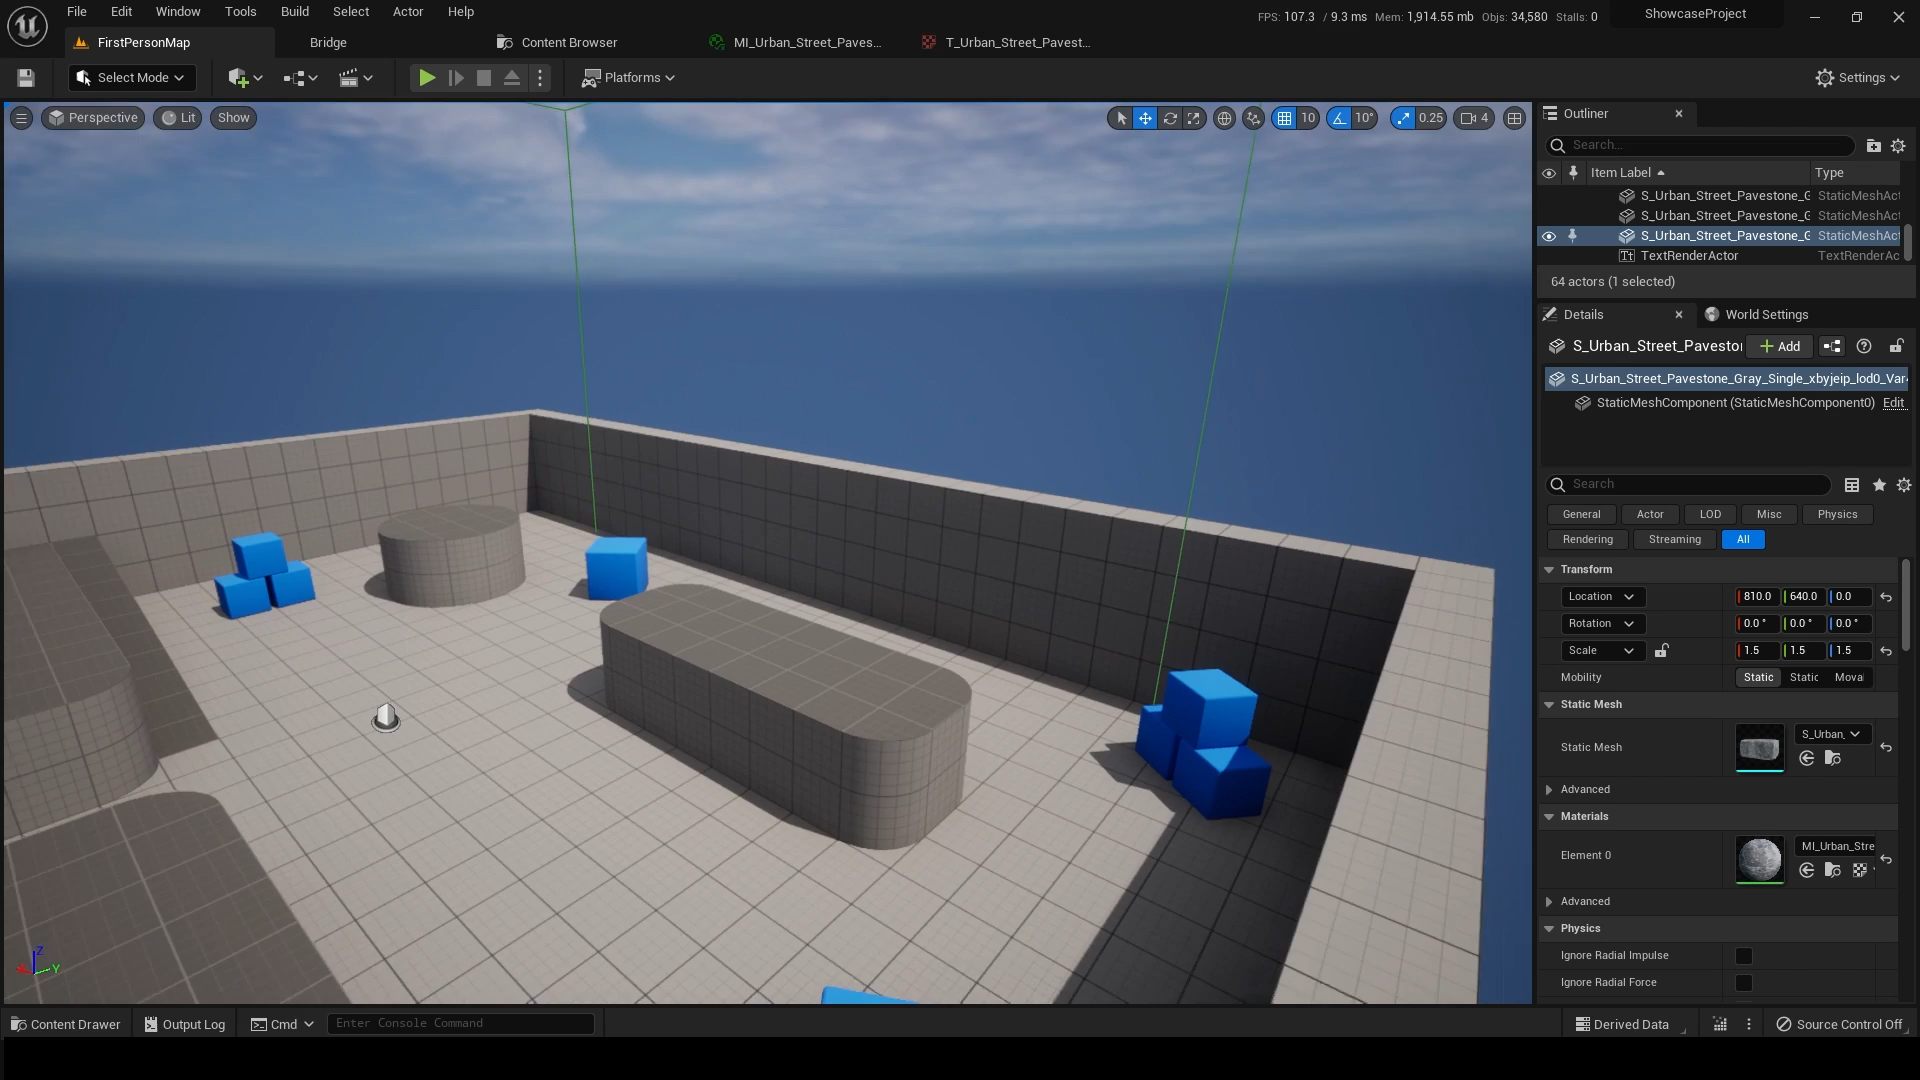 File Edit Window Tools Build Select Actor Help
FPS: 107.3 / 9.3 ms Mem: 1,914.55 mb Objs: 34,580 Stalls: 0
ShowcaseProject
FirstPersonMap
Bridge
Content Browser
MI_Urban_Street_Paves...
T_Urban_Street_Pavest...
Select Mode
Platforms
Settings
Perspective
Lit
Show
10
10°
0.25
4
Outliner
Search...
Item Label
Type
S_Urban_Street_Pavestone_G StaticMeshAct
S_Urban_Street_Pavestone_G StaticMeshAct
S_Urban_Street_Pavestone_G StaticMeshAct
TextRenderActor TextRenderAc
64 actors (1 selected)
Details
World Settings
S_Urban_Street_Pavesto
Add
S_Urban_Street_Pavestone_Gray_Single_xbyjeip_lod0_Var
StaticMeshComponent (StaticMeshComponent0) Edit
Search
General Actor LOD Misc Physics
Rendering Streaming All
Transform
Location 810.0 640.0 0.0
Rotation 0.0 ° 0.0 ° 0.0 °
Scale 1.5 1.5 1.5
Mobility Static Static Moval
Static Mesh
Static Mesh S_Urban_
Advanced
Materials
Element 0 MI_Urban_Stre
Advanced
Physics
Ignore Radial Impulse
Ignore Radial Force
Z
Y
Content Drawer
Output Log
Cmd
Enter Console Command
Derived Data
Source Control Off